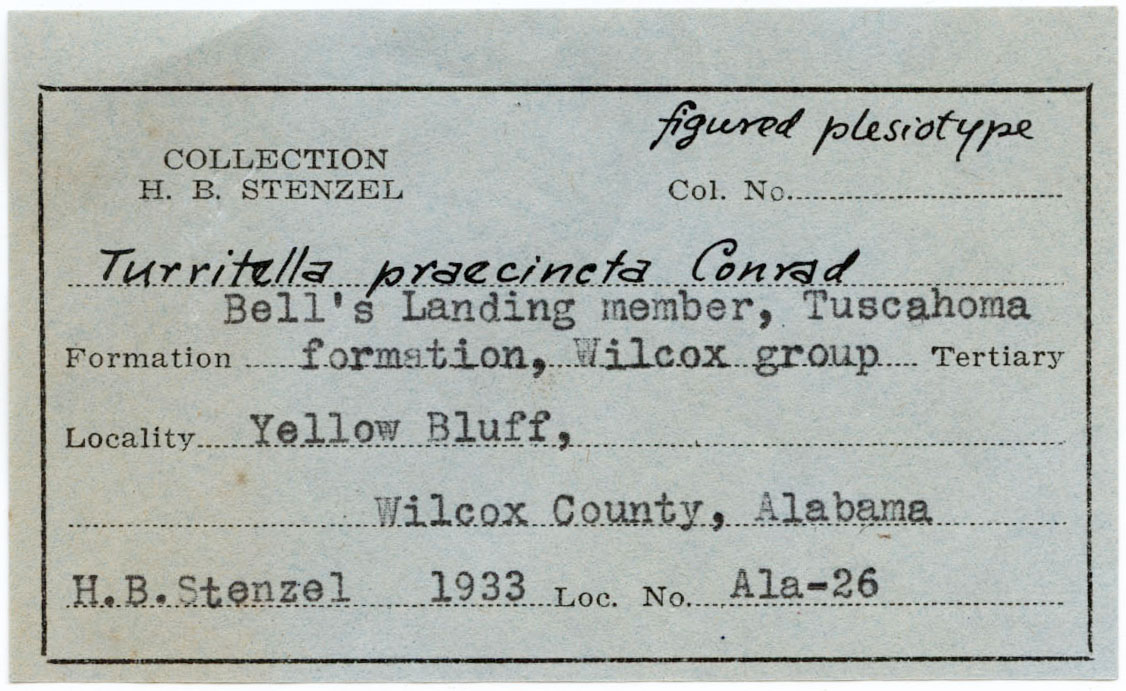 figured plesiotype
COLLECTION
H. B. STENZEL
Col. No.
Turritella praecincta Conrad
Bell's Landing member, Tuscahoma
Formation formation, Wilcox group Tertiary
Locality Yellow Bluff,
Wilcox County, Alabama
H.B.Stenzel 1933 Loc. No. Ala-26